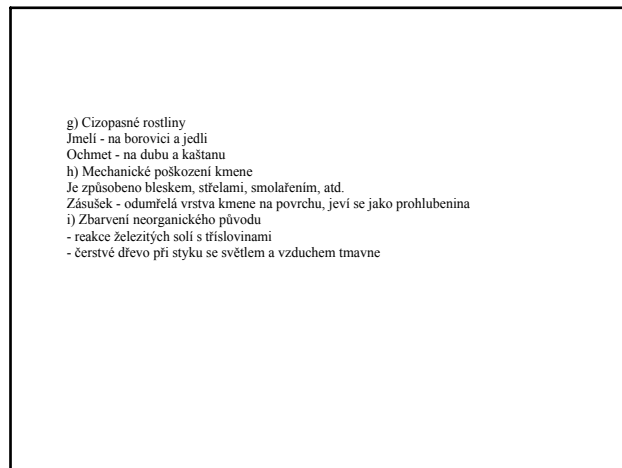 g) Cizopasné rostliny
Jmelí - na borovici a jedli
Ochmet - na dubu a kaštanu
h) Mechanické poškození kmene
Je způsobeno bleskem, střelami, smolařením, atd.
Zásušek - odumřelá vrstva kmene na povrchu, jeví se jako prohlubenina
i) Zbarvení neorganického původu
- reakce železitých solí s tříslovinami
- čerstvé dřevo při styku se světlem a vzduchem tmavne